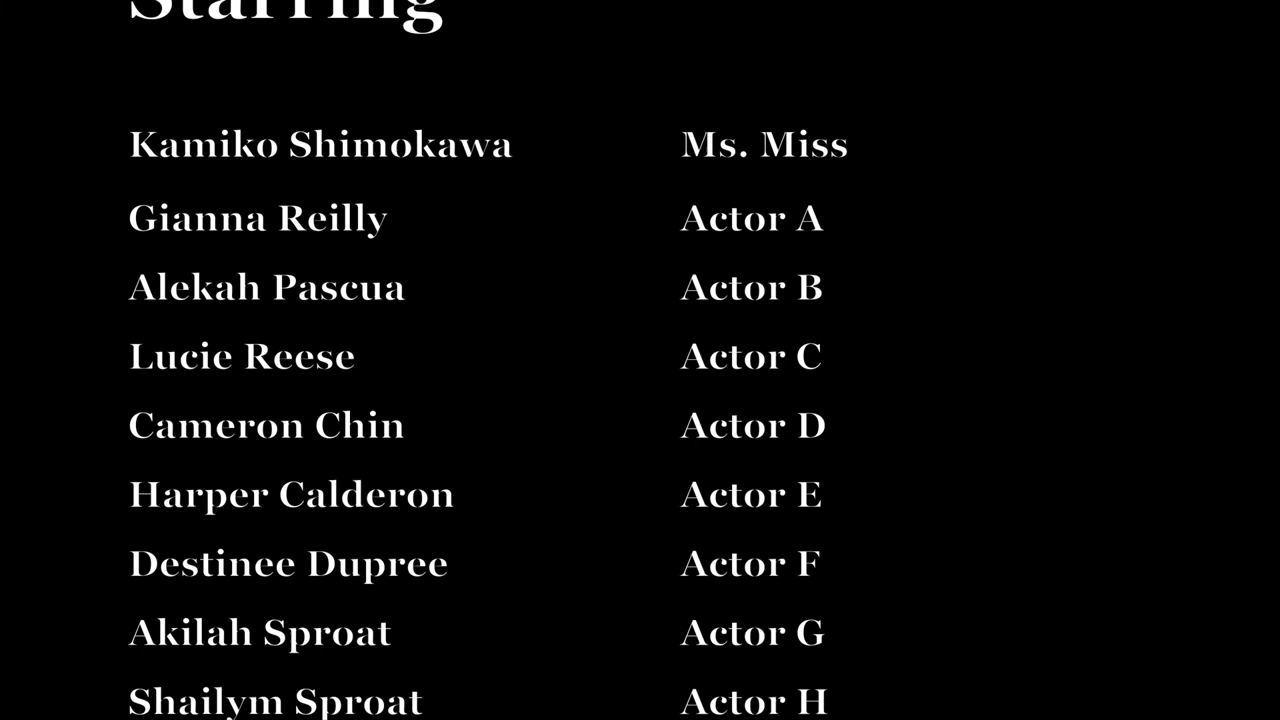 Starring
Kamiko Shimokawa Ms. Miss
Gianna Reilly Actor A
Alekah Pascua Actor B
Lucie Reese Actor C
Cameron Chin Actor D
Harper Calderon Actor E
Destinee Dupree Actor F
Akilah Sproat Actor G
Shailym Sproat Actor H